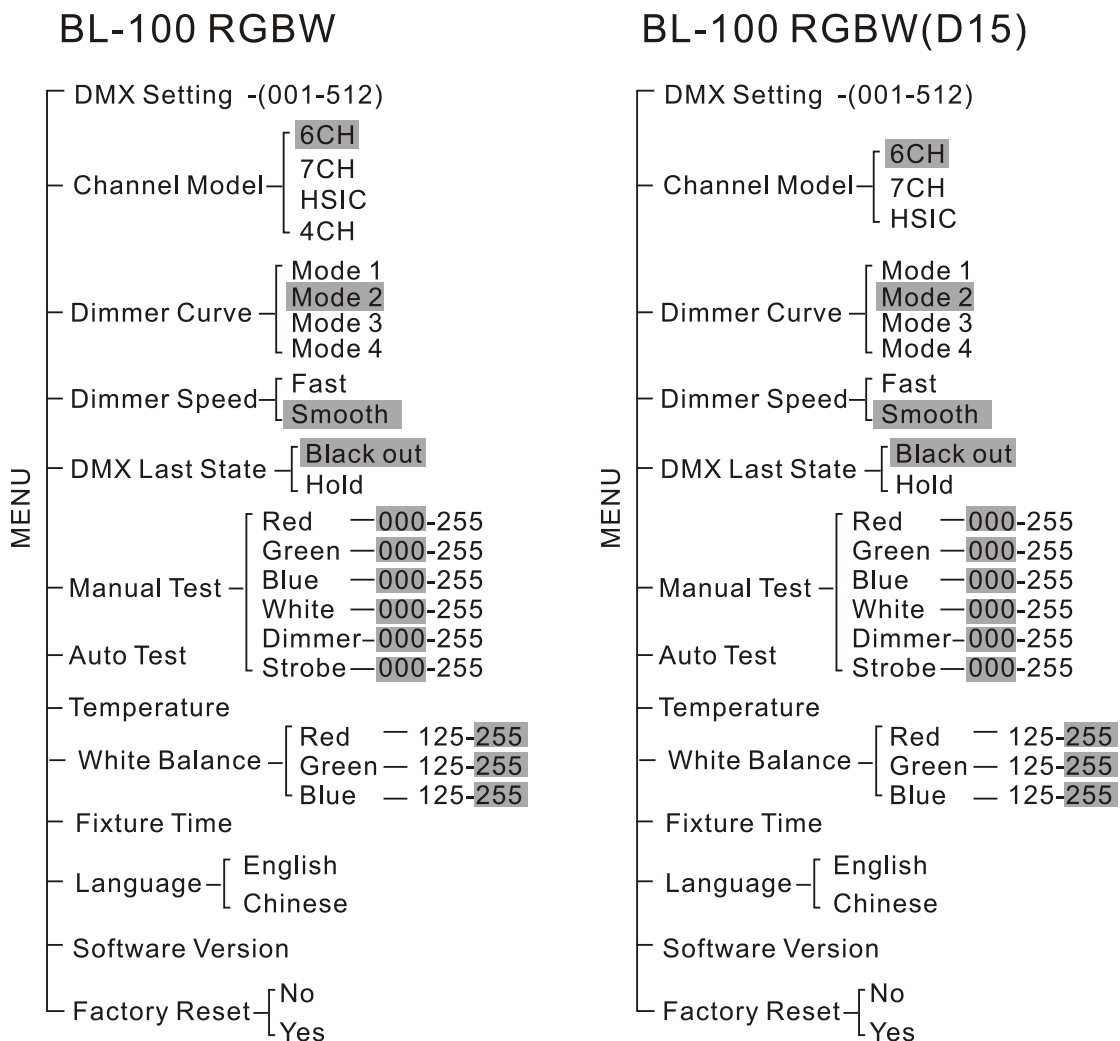 BL-100 RGBW
MENU
DMX Setting -(001-512)
Channel Model
6CH
7CH
HSIC
4CH
Dimmer Curve
Mode 1
Mode 2
Mode 3
Mode 4
Dimmer Speed
Fast
Smooth
DMX Last State
Black out
Hold
Manual Test
Red — 000-255
Green — 000-255
Blue — 000-255
White — 000-255
Dimmer — 000-255
Strobe — 000-255
Auto Test
Temperature
White Balance
Red — 125-255
Green — 125-255
Blue — 125-255
Fixture Time
Language
English
Chinese
Software Version
Factory Reset
No
Yes
BL-100 RGBW(D15)
MENU
DMX Setting -(001-512)
Channel Model
6CH
7CH
HSIC
Dimmer Curve
Mode 1
Mode 2
Mode 3
Mode 4
Dimmer Speed
Fast
Smooth
DMX Last State
Black out
Hold
Manual Test
Red — 000-255
Green — 000-255
Blue — 000-255
White — 000-255
Dimmer — 000-255
Strobe — 000-255
Auto Test
Temperature
White Balance
Red — 125-255
Green — 125-255
Blue — 125-255
Fixture Time
Language
English
Chinese
Software Version
Factory Reset
No
Yes